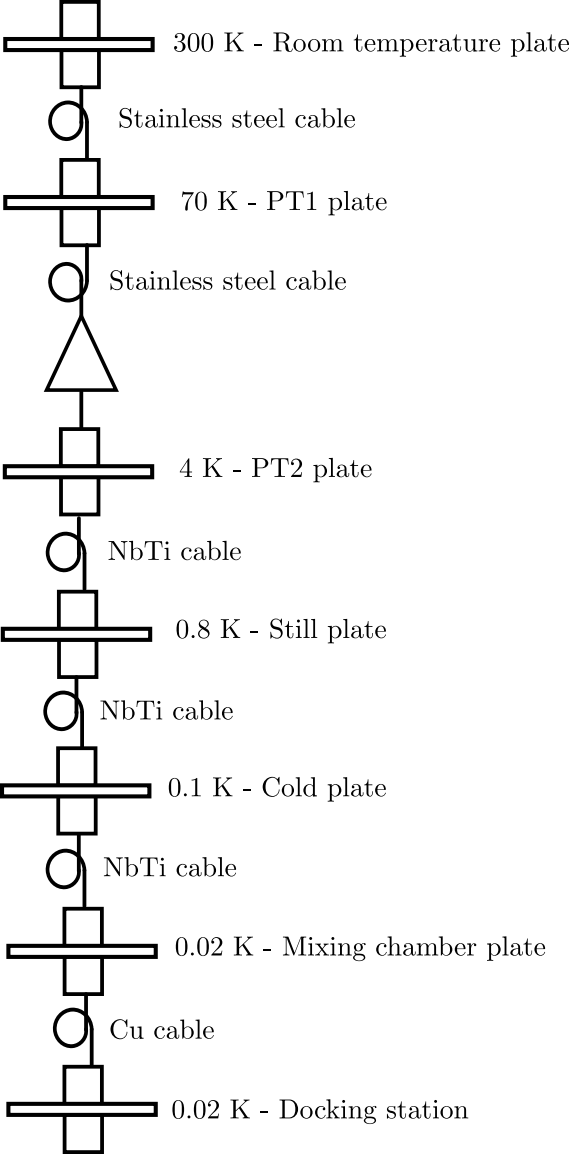 300 K - Room temperature plate
Stainless steel cable
70 K - PT1 plate
Stainless steel cable
4 K - PT2 plate
NbTi cable
0.8 K - Still plate
NbTi cable
0.1 K - Cold plate
NbTi cable
0.02 K - Mixing chamber plate
Cu cable
0.02 K - Docking station